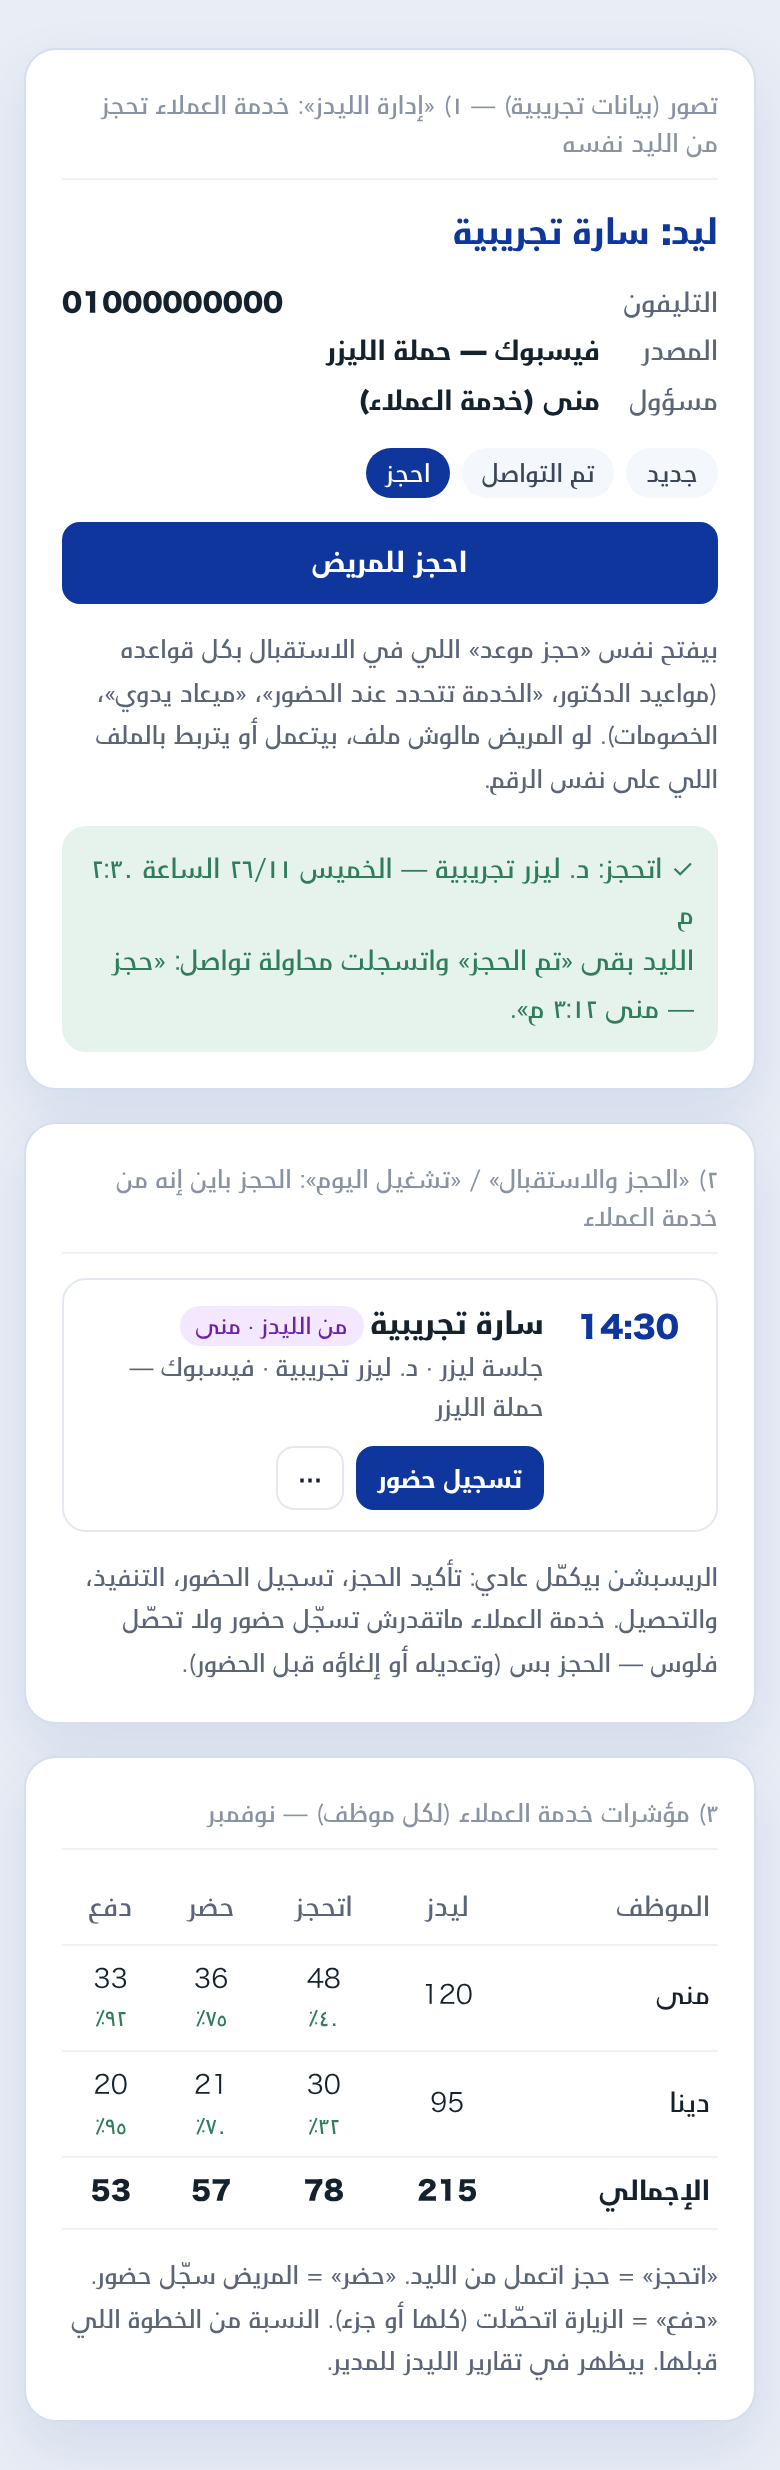 تصور (بيانات تجريبية) — ١) «إدارة الليدز»: خدمة العملاء تحجز
من الليد نفسه
ليد: سارة تجريبية
التليفون 01000000000
المصدر فيسبوك — حملة الليزر
مسؤول منى (خدمة العملاء)
جديد تم التواصل احجز
احجز للمريض
بيفتح نفس «حجز موعد» اللي في الاستقبال بكل قواعده
(مواعيد الدكتور، «الخدمة تتحدد عند الحضور»، «ميعاد يدوي»،
الخصومات). لو المريض مالوش ملف، بيتعمل أو يتربط بالملف
اللي على نفس الرقم.
✓ اتحجز: د. ليزر تجريبية — الخميس ٢٦/١١ الساعة ٢:٣٠
م
الليد بقى «تم الحجز» واتسجلت محاولة تواصل: «حجز
— منى ٣:١٢ م».
٢) «الحجز والاستقبال» / «تشغيل اليوم»: الحجز باين إنه من
خدمة العملاء
14:30 سارة تجريبية من الليدز · منى
جلسة ليزر · د. ليزر تجريبية · فيسبوك —
حملة الليزر
تسجيل حضور ...
الريسبشن بيكمّل عادي: تأكيد الحجز، تسجيل الحضور، التنفيذ،
والتحصيل. خدمة العملاء ماتقدرش تسجّل حضور ولا تحصّل
فلوس — الحجز بس (وتعديله أو إلغاؤه قبل الحضور).
٣) مؤشرات خدمة العملاء (لكل موظف) — نوفمبر
الموظف ليدز اتحجز حضر دفع
منى 120 48 36 33
٤٠٪ ٧٥٪ ٩٢٪
دينا 95 30 21 20
٣٢٪ ٧٠٪ ٩٥٪
الإجمالي 215 78 57 53
«اتحجز» = حجز اتعمل من الليد. «حضر» = المريض سجّل حضور.
«دفع» = الزيارة اتحصّلت (كلها أو جزء). النسبة من الخطوة اللي
قبلها. بيظهر في تقارير الليدز للمدير.